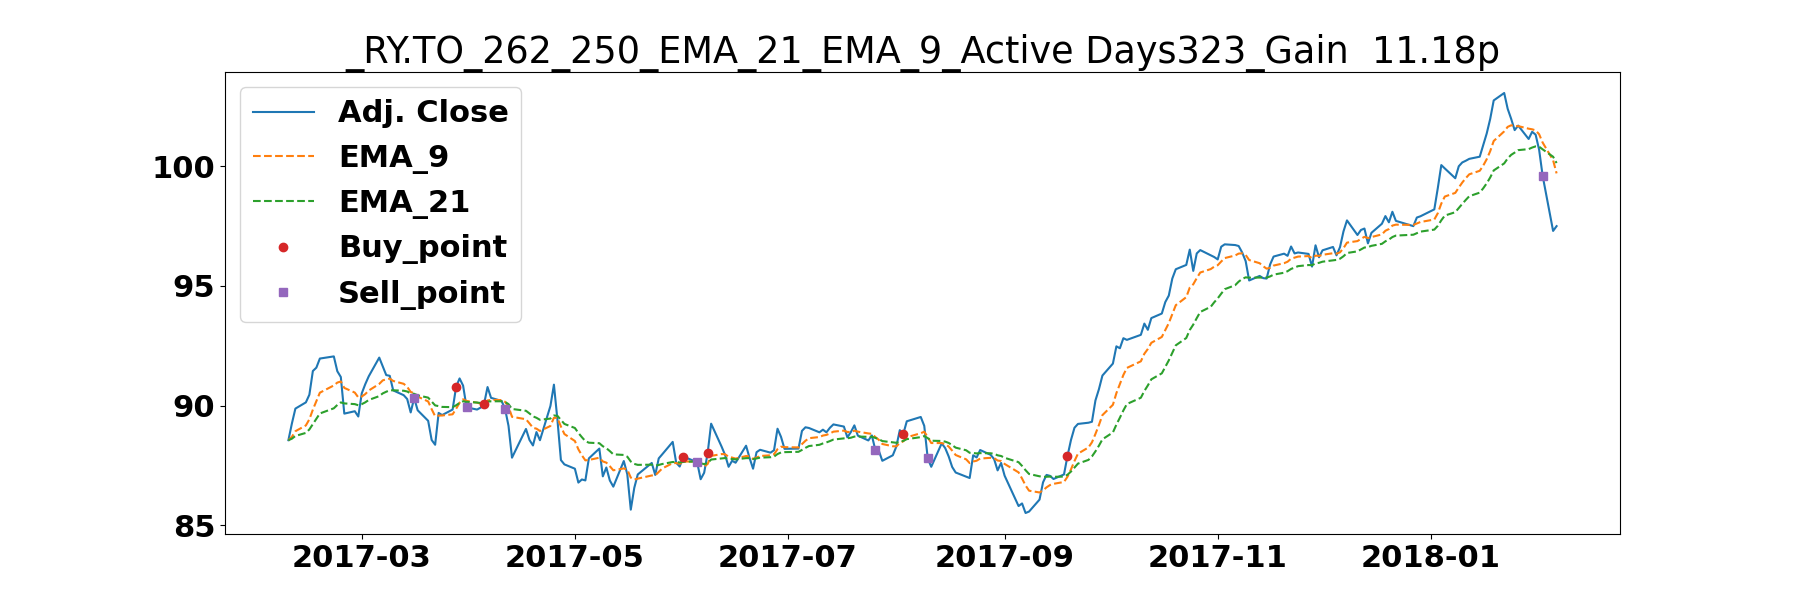 _RY.TO_262_250_EMA_21_EMA_9_Active Days323_Gain  11.18p
Adj. Close
EMA_9
EMA_21
Buy_point
Sell_point
100
95
90
85
2017-03 2017-05 2017-07 2017-09 2017-11 2018-01